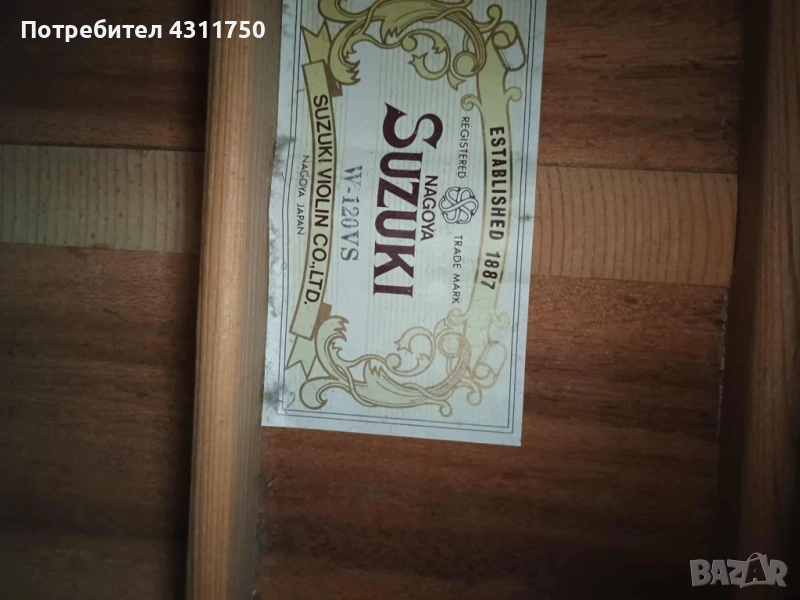 Потребител 4311750
ESTABLISHED 1887
REGISTERED TRADE MARK
NAGOYA
SUZUKI
W-120VS
SUZUKI VIOLIN CO.,LTD.
NAGOYA JAPAN
BAZAR